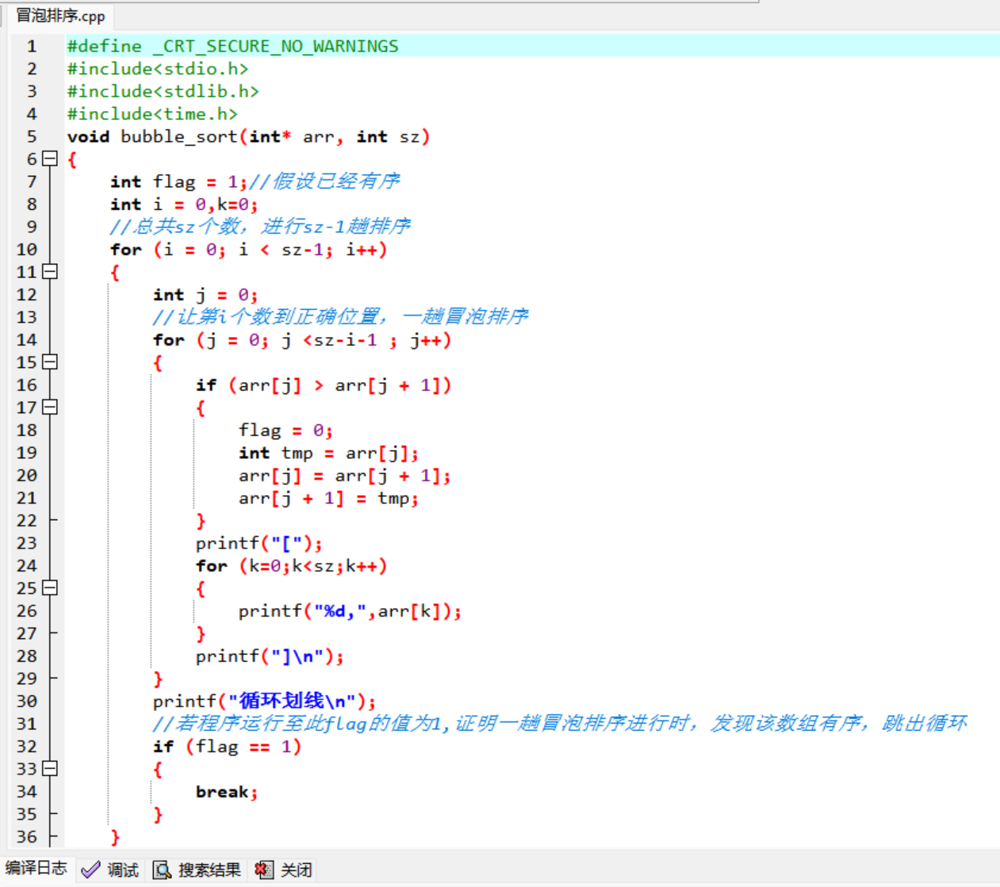 冒泡排序.cpp
1 #define _CRT_SECURE_NO_WARNINGS
2 #include<stdio.h>
3 #include<stdlib.h>
4 #include<time.h>
5 void bubble_sort(int* arr, int sz)
6 {
7 int flag = 1;//假设已经有序
8 int i = 0,k=0;
9 //总共sz个数，进行sz-1趟排序
10 for (i = 0; i < sz-1; i++)
11 {
12 int j = 0;
13 //让第i个数到正确位置，一趟冒泡排序
14 for (j = 0; j <sz-i-1 ; j++)
15 {
16 if (arr[j] > arr[j + 1])
17 {
18 flag = 0;
19 int tmp = arr[j];
20 arr[j] = arr[j + 1];
21 arr[j + 1] = tmp;
22 }
23 printf("[");
24 for (k=0;k<sz;k++)
25 {
26 printf("%d,",arr[k]);
27 }
28 printf("]\n");
29 }
30 printf("循环划线\n");
31 //若程序运行至此flag的值为1,证明一趟冒泡排序进行时，发现该数组有序，跳出循环
32 if (flag == 1)
33 {
34 break;
35 }
36 }
编译日志 调试 搜索结果 关闭